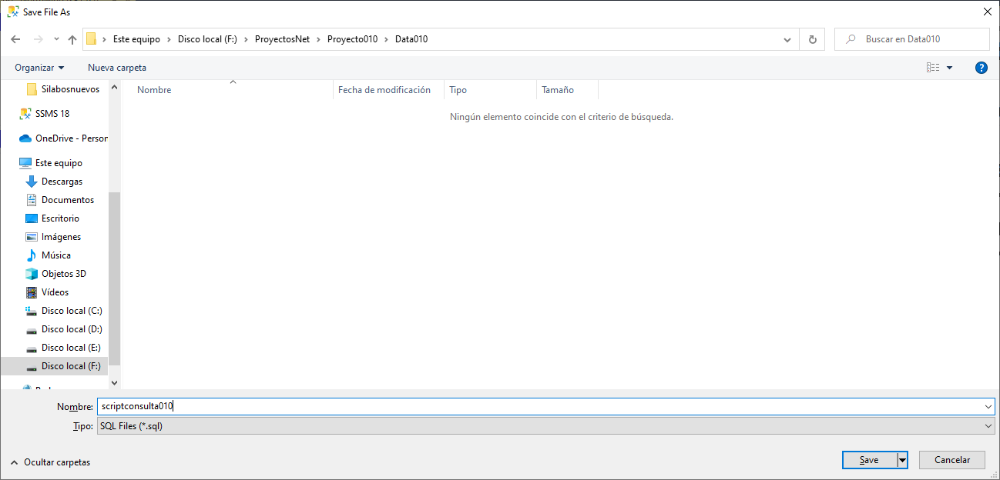 Save File As
Este equipo > Disco local (F:) > ProyectosNet > Proyecto010 > Data010
Buscar en Data010
Organizar
Nueva carpeta
Silabosnuevos
SSMS 18
OneDrive - Person
Este equipo
Descargas
Documentos
Escritorio
Imágenes
Música
Objetos 3D
Vídeos
Disco local (C:)
Disco local (D:)
Disco local (E:)
Disco local (F:)
Nombre
Fecha de modificación
Tipo
Tamaño
Ningún elemento coincide con el criterio de búsqueda.
Nombre: scriptconsulta010
Tipo: SQL Files (*.sql)
Ocultar carpetas
Save
Cancelar